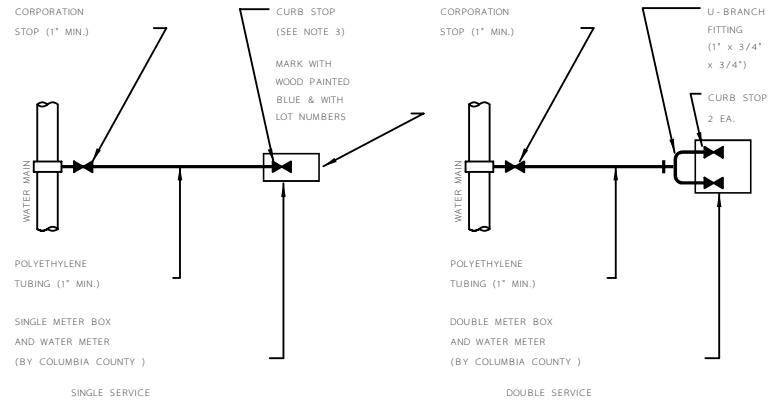 CORPORATION
STOP (1" MIN.)
CURB STOP
(SEE NOTE 3)
MARK WITH
WOOD PAINTED
BLUE & WITH
LOT NUMBERS
WATER MAIN
POLYETHYLENE
TUBING (1" MIN.)
SINGLE METER BOX
AND WATER METER
(BY COLUMBIA COUNTY )
SINGLE SERVICE
CORPORATION
STOP (1" MIN.)
U-BRANCH
FITTING
(1" x 3/4"
x 3/4")
CURB STOP
2 EA.
WATER MAIN
POLYETHYLENE
TUBING (1" MIN.)
DOUBLE METER BOX
AND WATER METER
(BY COLUMBIA COUNTY )
DOUBLE SERVICE